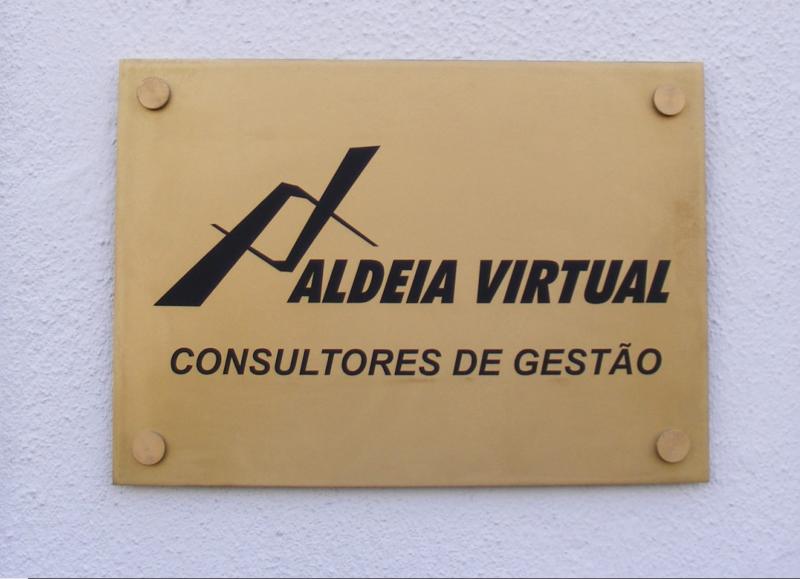 ALDEIA VIRTUAL
CONSULTORES DE GESTÃO